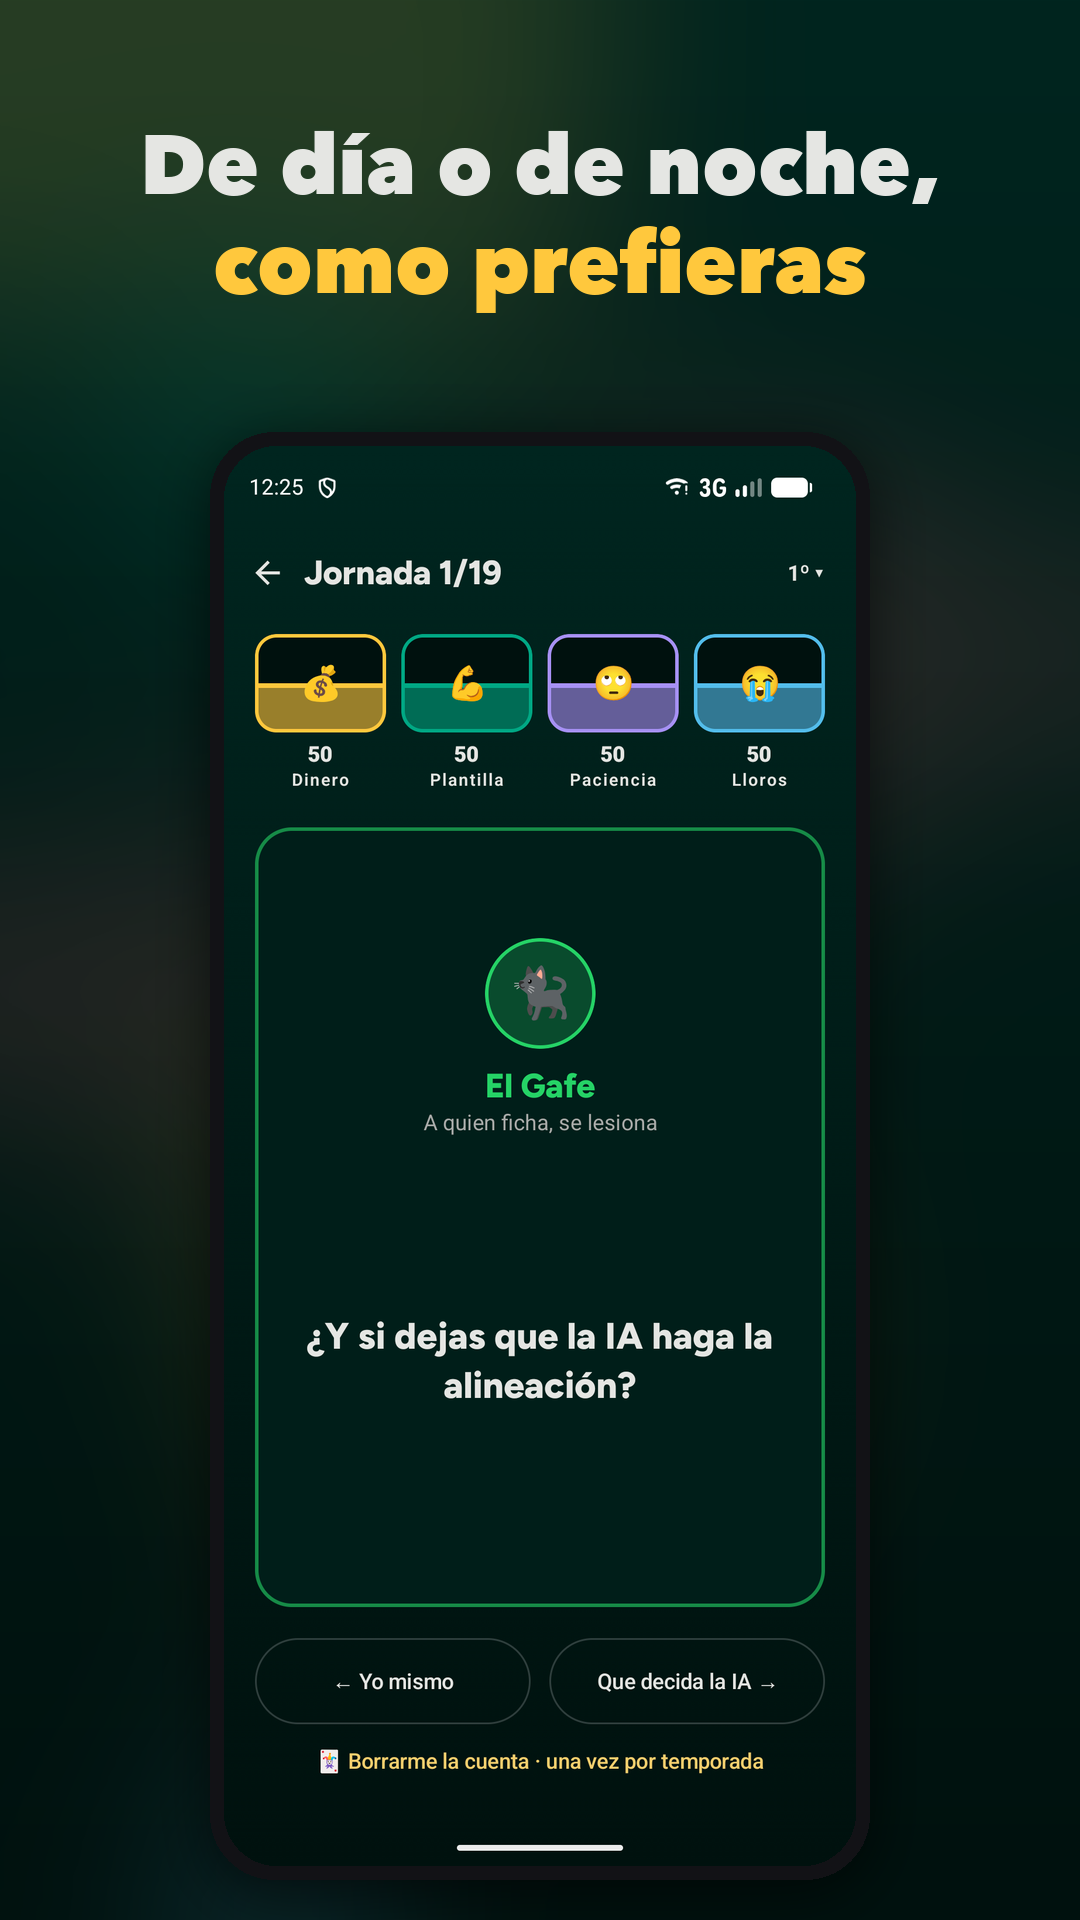 De día o de noche,
como prefieras
12:25
3G
Jornada 1/19
1º ▾
50
Dinero
50
Plantilla
50
Paciencia
50
Lloros
El Gafe
A quien ficha, se lesiona
¿Y si dejas que la IA haga la
alineación?
← Yo mismo
Que decida la IA →
Borrarme la cuenta · una vez por temporada